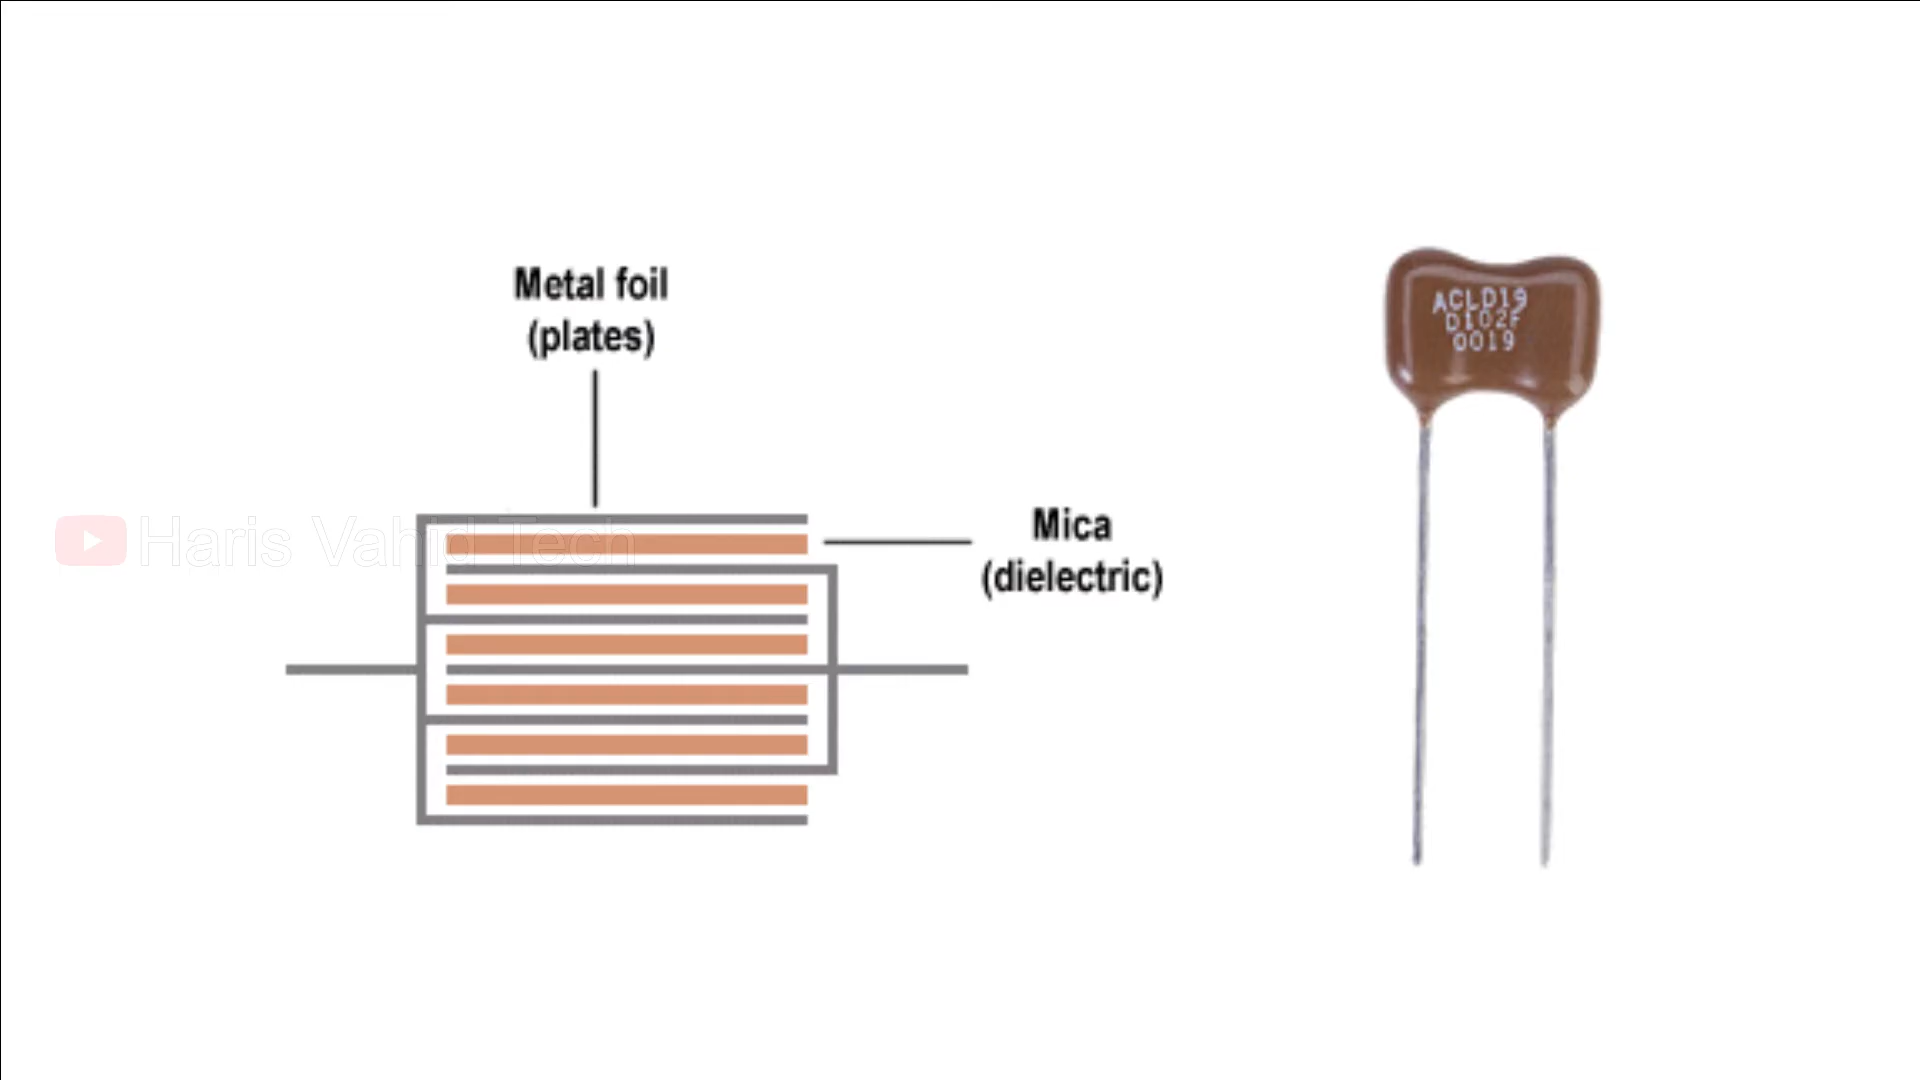 Metal foil
(plates)
Mica
(dielectric)
Haris Vahid Tech
ACLD19
D102F
0019